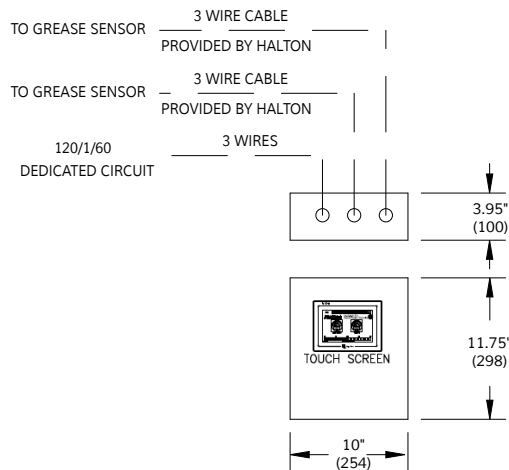 3 WIRE CABLE
TO GREASE SENSOR
PROVIDED BY HALTON
3 WIRE CABLE
TO GREASE SENSOR
PROVIDED BY HALTON
120/1/60
3 WIRES
DEDICATED CIRCUIT
3.95"
(100)
TOUCH SCREEN
11.75"
(298)
10"
(254)